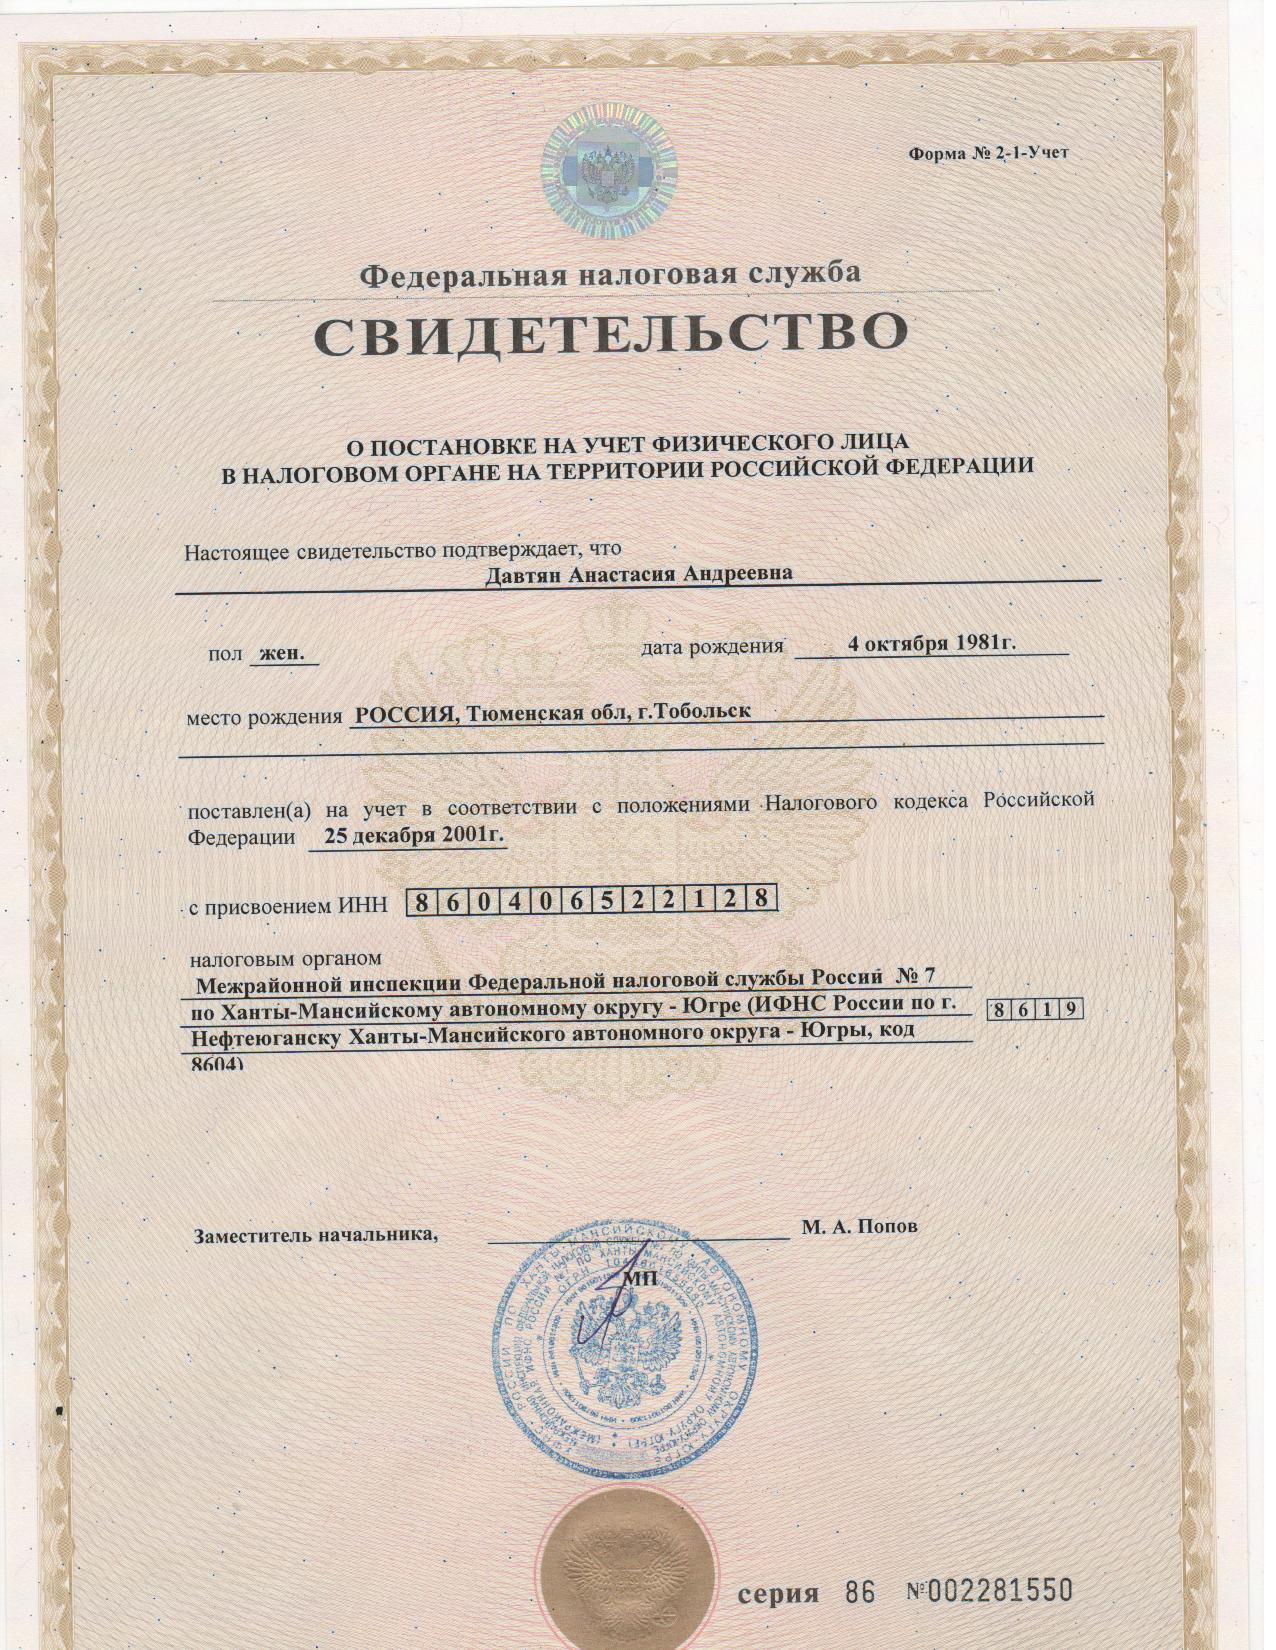 Форма № 2-1-Учет
Федеральная налоговая служба
СВИДЕТЕЛЬСТВО
О ПОСТАНОВКЕ НА УЧЕТ ФИЗИЧЕСКОГО ЛИЦА
В НАЛОГОВОМ ОРГАНЕ НА ТЕРРИТОРИИ РОССИЙСКОЙ ФЕДЕРАЦИИ
Настоящее свидетельство подтверждает, что
Давтян Анастасия Андреевна
пол жен. дата рождения 4 октября 1981г.
место рождения РОССИЯ, Тюменская обл, г.Тобольск
поставлен(а) на учет в соответствии с положениями Налогового кодекса Российской
Федерации 25 декабря 2001г.
с присвоением ИНН 860406522128
налоговым органом
Межрайонной инспекции Федеральной налоговой службы Россий № 7
по Ханты-Мансийскому автономному округу - Югре (ИФНС России по г.
8619
Нефтеюганску Ханты-Мансийского автономного округа - Югры, код
8604)
Заместитель начальника,
М. А. Попов
МП
серия 86 №002281550